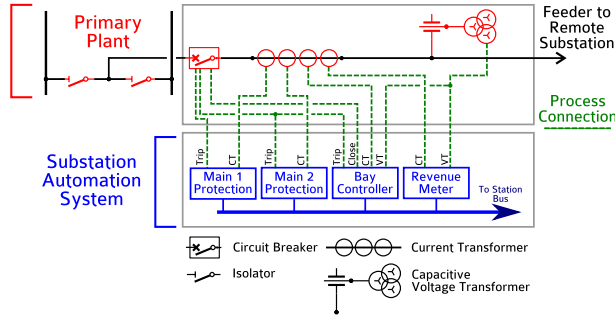 Primary
Plant
Feeder to
Remote
Substation
Process
Connection
Substation
Automation
System
Trip
CT
Trip
CT
Trip
Close
CT
VT
CT
VT
Main 1
Protection
Main 2
Protection
Bay
Controller
Revenue
Meter
To Station
Bus
Circuit Breaker
Current Transformer
Isolator
Capacitive
Voltage Transformer